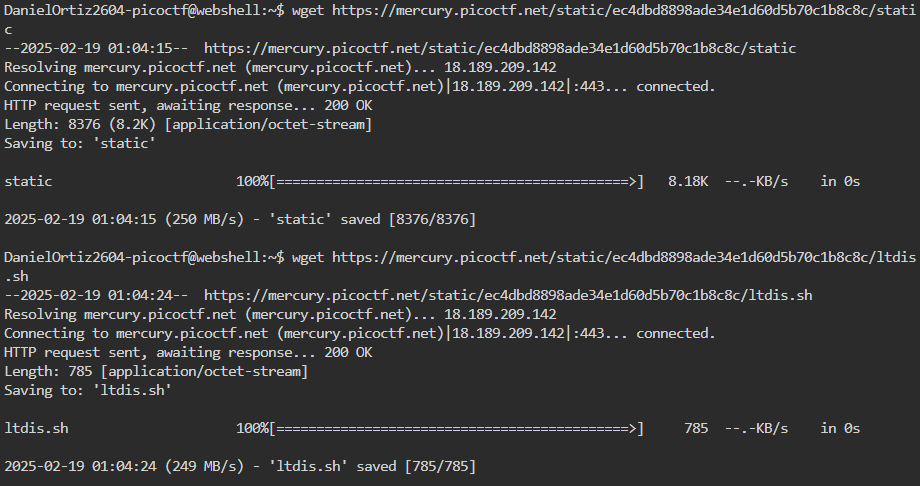 DanielOrtiz2604-picoctf@webshell:~$ wget https://mercury.picoctf.net/static/ec4dbd8898ade34e1d60d5b70c1b8c8c/stati
c
--2025-02-19 01:04:15--  https://mercury.picoctf.net/static/ec4dbd8898ade34e1d60d5b70c1b8c8c/static
Resolving mercury.picoctf.net (mercury.picoctf.net)... 18.189.209.142
Connecting to mercury.picoctf.net (mercury.picoctf.net)|18.189.209.142|:443... connected.
HTTP request sent, awaiting response... 200 OK
Length: 8376 (8.2K) [application/octet-stream]
Saving to: 'static'
static                       100%[============================================>]   8.18K  --.-KB/s    in 0s
2025-02-19 01:04:15 (250 MB/s) - 'static' saved [8376/8376]
DanielOrtiz2604-picoctf@webshell:~$ wget https://mercury.picoctf.net/static/ec4dbd8898ade34e1d60d5b70c1b8c8c/ltdis
.sh
--2025-02-19 01:04:24--  https://mercury.picoctf.net/static/ec4dbd8898ade34e1d60d5b70c1b8c8c/ltdis.sh
Resolving mercury.picoctf.net (mercury.picoctf.net)... 18.189.209.142
Connecting to mercury.picoctf.net (mercury.picoctf.net)|18.189.209.142|:443... connected.
HTTP request sent, awaiting response... 200 OK
Length: 785 [application/octet-stream]
Saving to: 'ltdis.sh'
ltdis.sh                     100%[============================================>]     785  --.-KB/s    in 0s
2025-02-19 01:04:24 (249 MB/s) - 'ltdis.sh' saved [785/785]